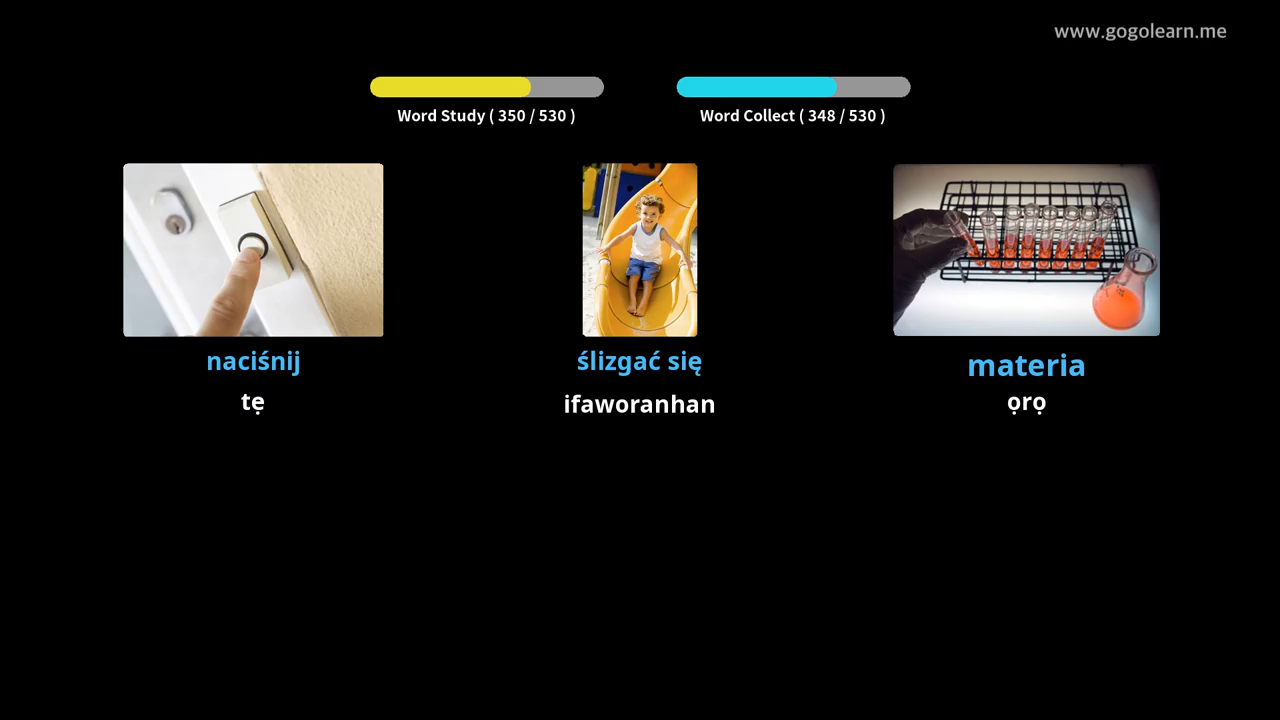 www.gogolearn.me
Word Study ( 350 / 530 )
Word Collect ( 348 / 530 )
naciśnij
ślizgać się
materia
tẹ
ifaworanhan
ọrọ